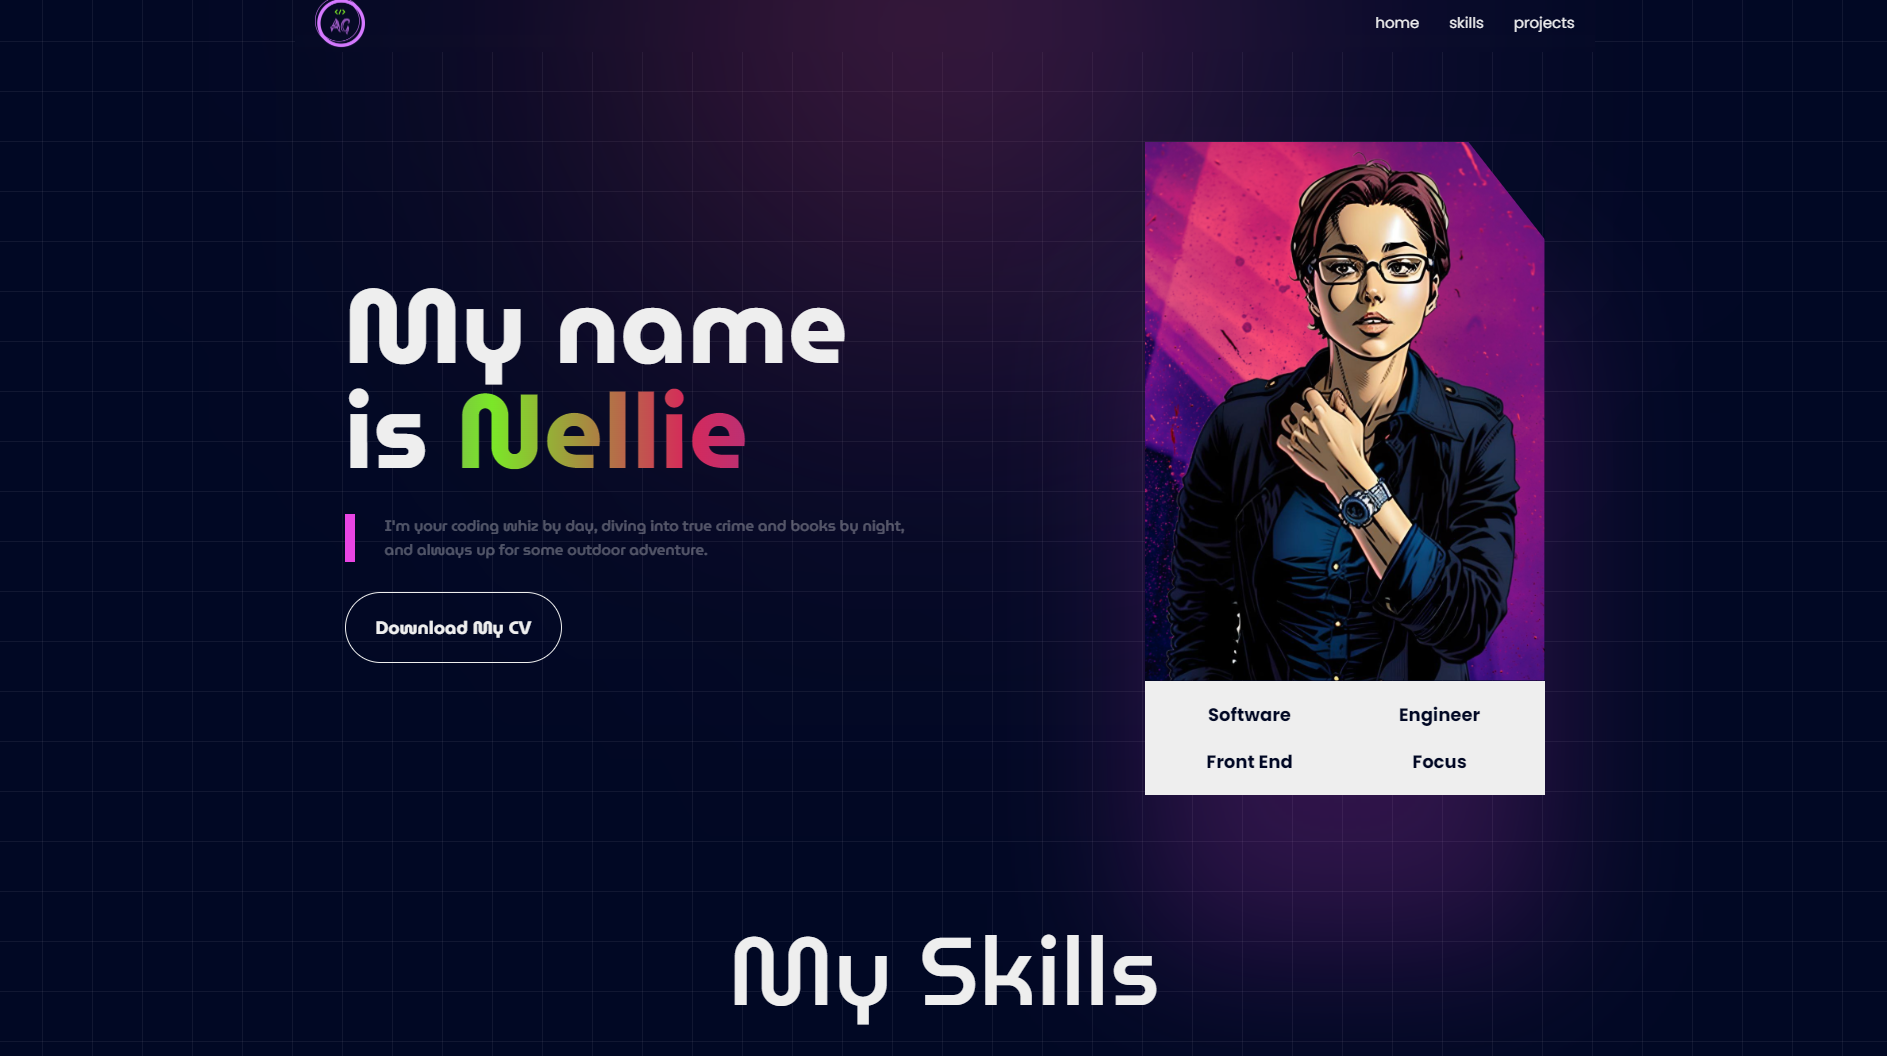 </>
AG
home skills projects
My name
is Nellie
I'm your coding whiz by day, diving into true crime and books by night,
and always up for some outdoor adventure.
Download My CV
Software Engineer
Front End Focus
My Skills